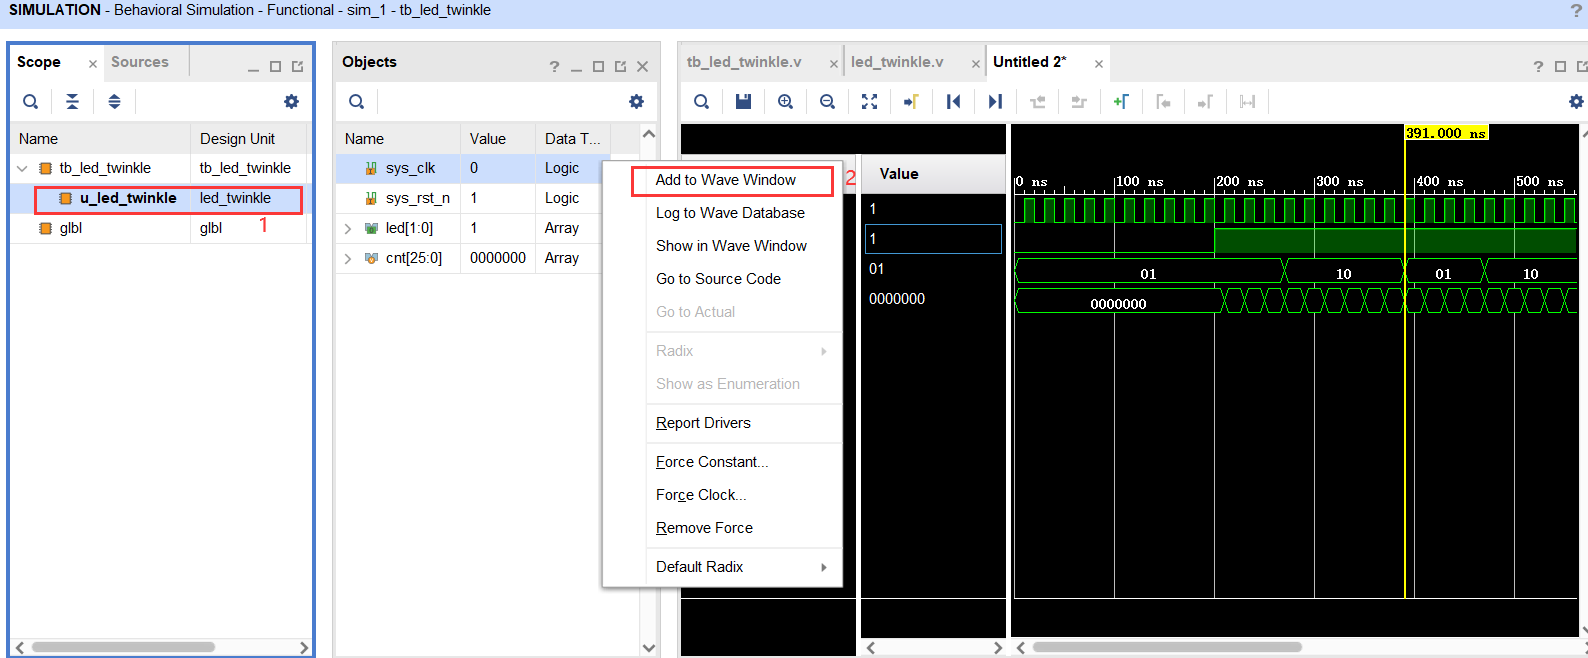 SIMULATION - Behavioral Simulation - Functional - sim_1 - tb_led_twinkle
?
Scope
Sources
Name
Design Unit
tb_led_twinkle
tb_led_twinkle
u_led_twinkle
led_twinkle
1
glbl
glbl
Objects
?
Name
Value
Data T...
sys_clk
0
Logic
sys_rst_n
1
Logic
led[1:0]
1
Array
cnt[25:0]
0000000
Array
Add to Wave Window
2
Log to Wave Database
Show in Wave Window
Go to Source Code
Go to Actual
Radix
Show as Enumeration
Report Drivers
Force Constant...
Force Clock...
Remove Force
Default Radix
tb_led_twinkle.v
led_twinkle.v
Untitled 2*
?
Value
1
1
01
0000000
391.000 ns
0 ns
100 ns
200 ns
300 ns
400 ns
500 ns
01
10
01
10
0000000